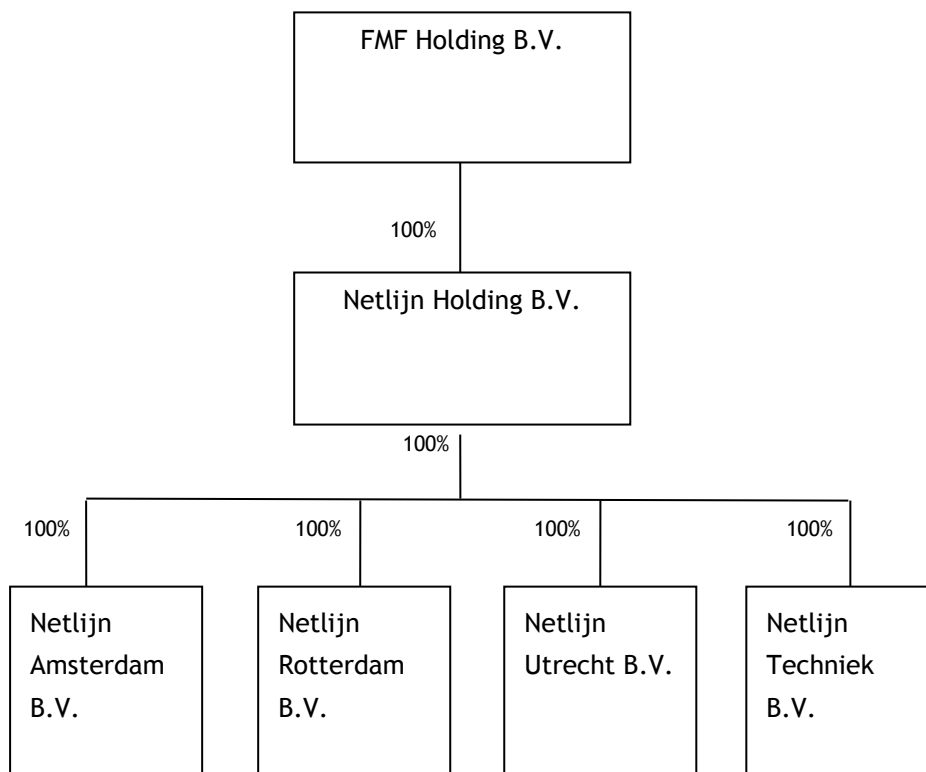 FMF Holding B.V.
100%
Netlijn Holding B.V.
100%
100%
100%
100%
100%
Netlijn
Amsterdam
B.V.
Netlijn
Rotterdam
B.V.
Netlijn
Utrecht B.V.
Netlijn
Techniek
B.V.